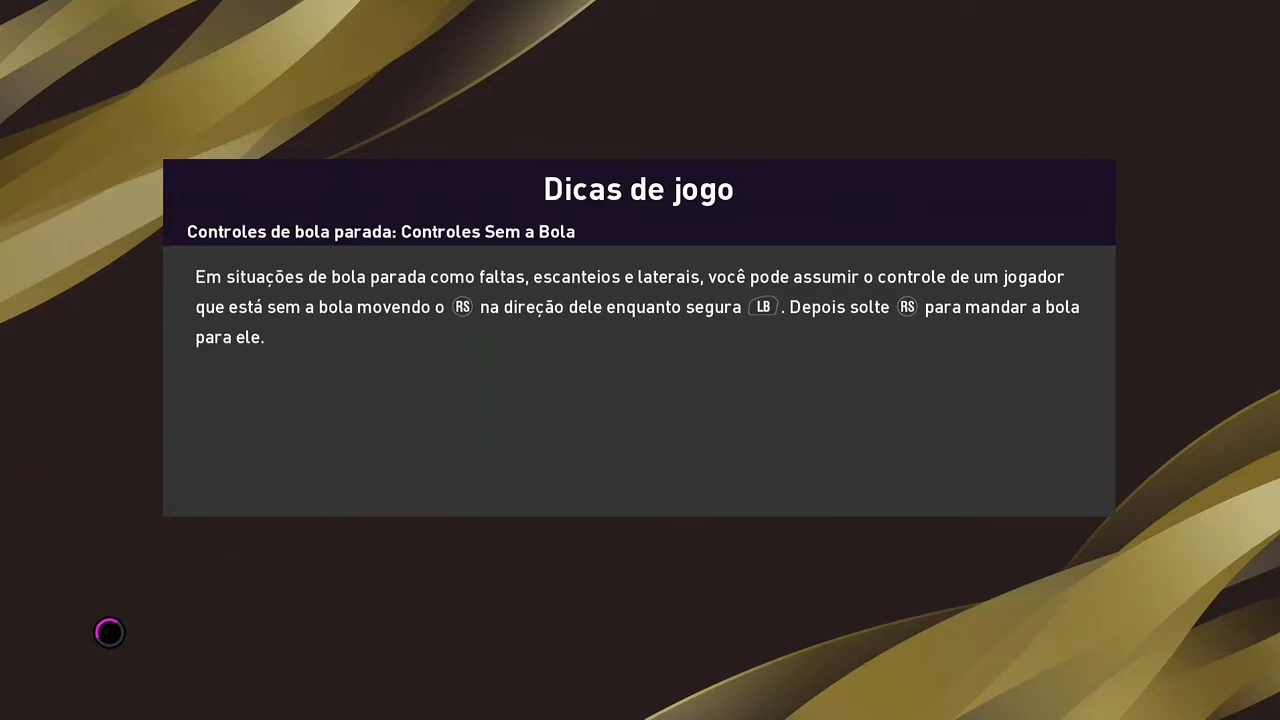 Dicas de jogo
Controles de bola parada: Controles Sem a Bola
Em situações de bola parada como faltas, escanteios e laterais, você pode assumir o controle de um jogador
que está sem a bola movendo o RS na direção dele enquanto segura LB. Depois solte RS para mandar a bola
para ele.